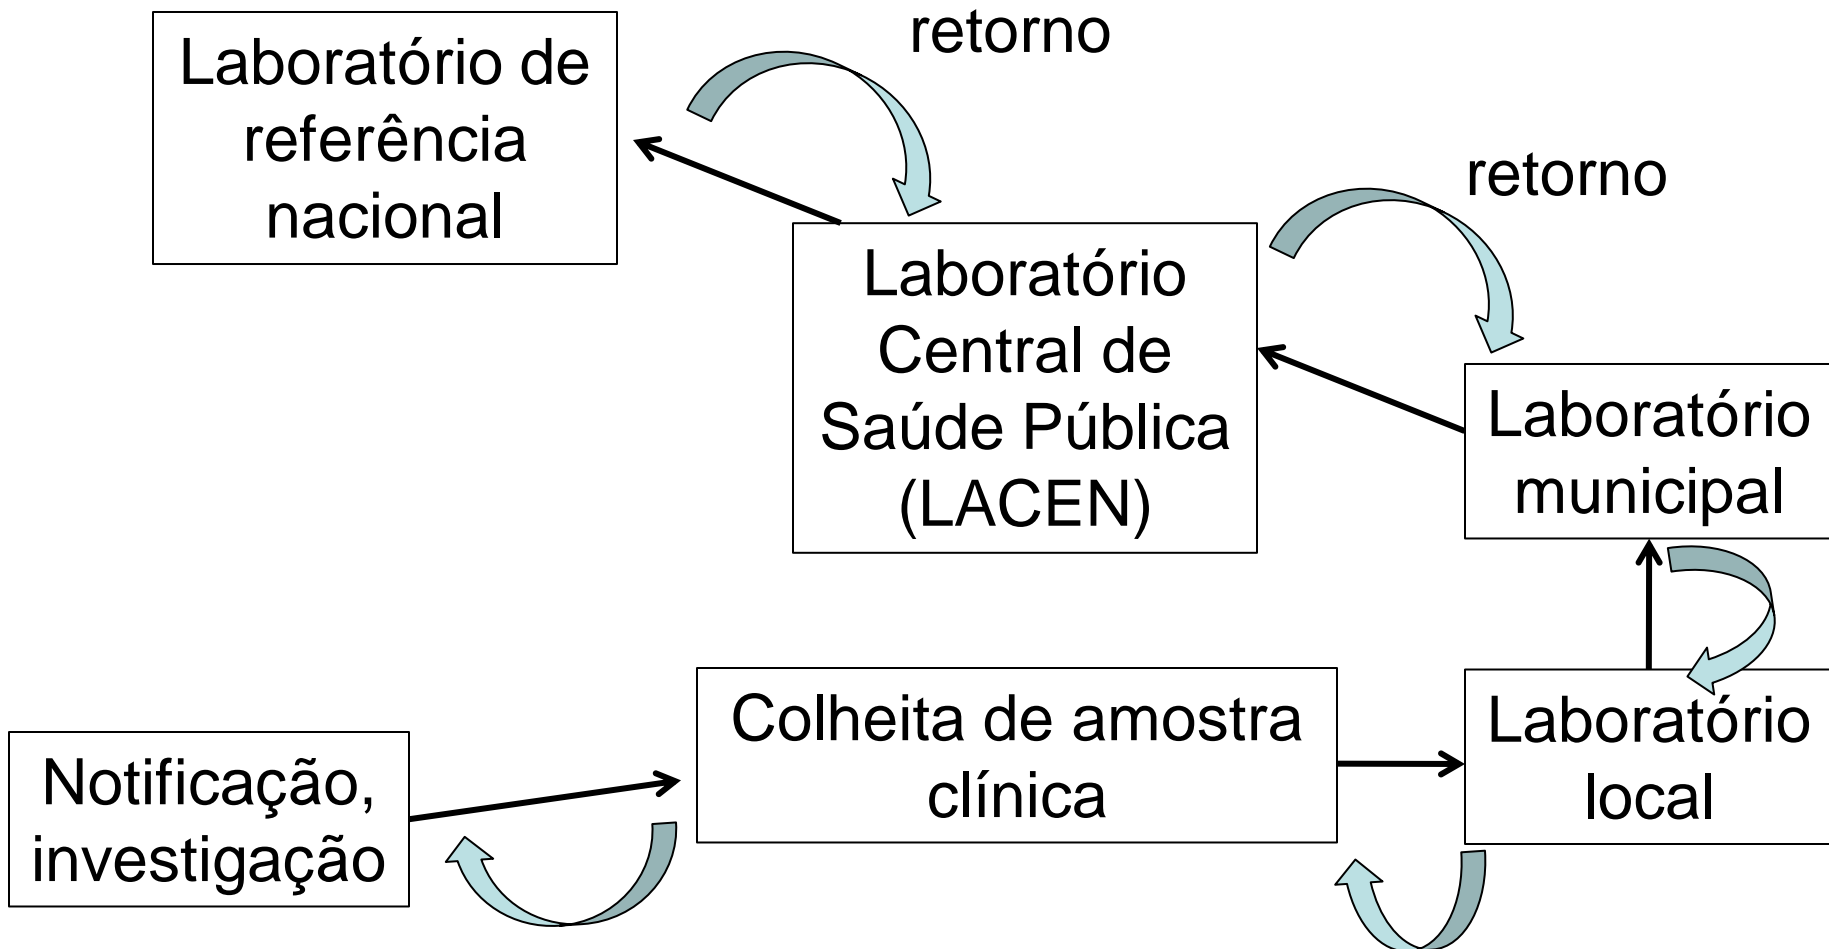 retorno
Laboratório de
referência
nacional
retorno
Laboratório
Central de
Saúde Pública
(LACEN)
Laboratório
municipal
Colheita de amostra
clínica
Laboratório
local
Notificação,
investigação